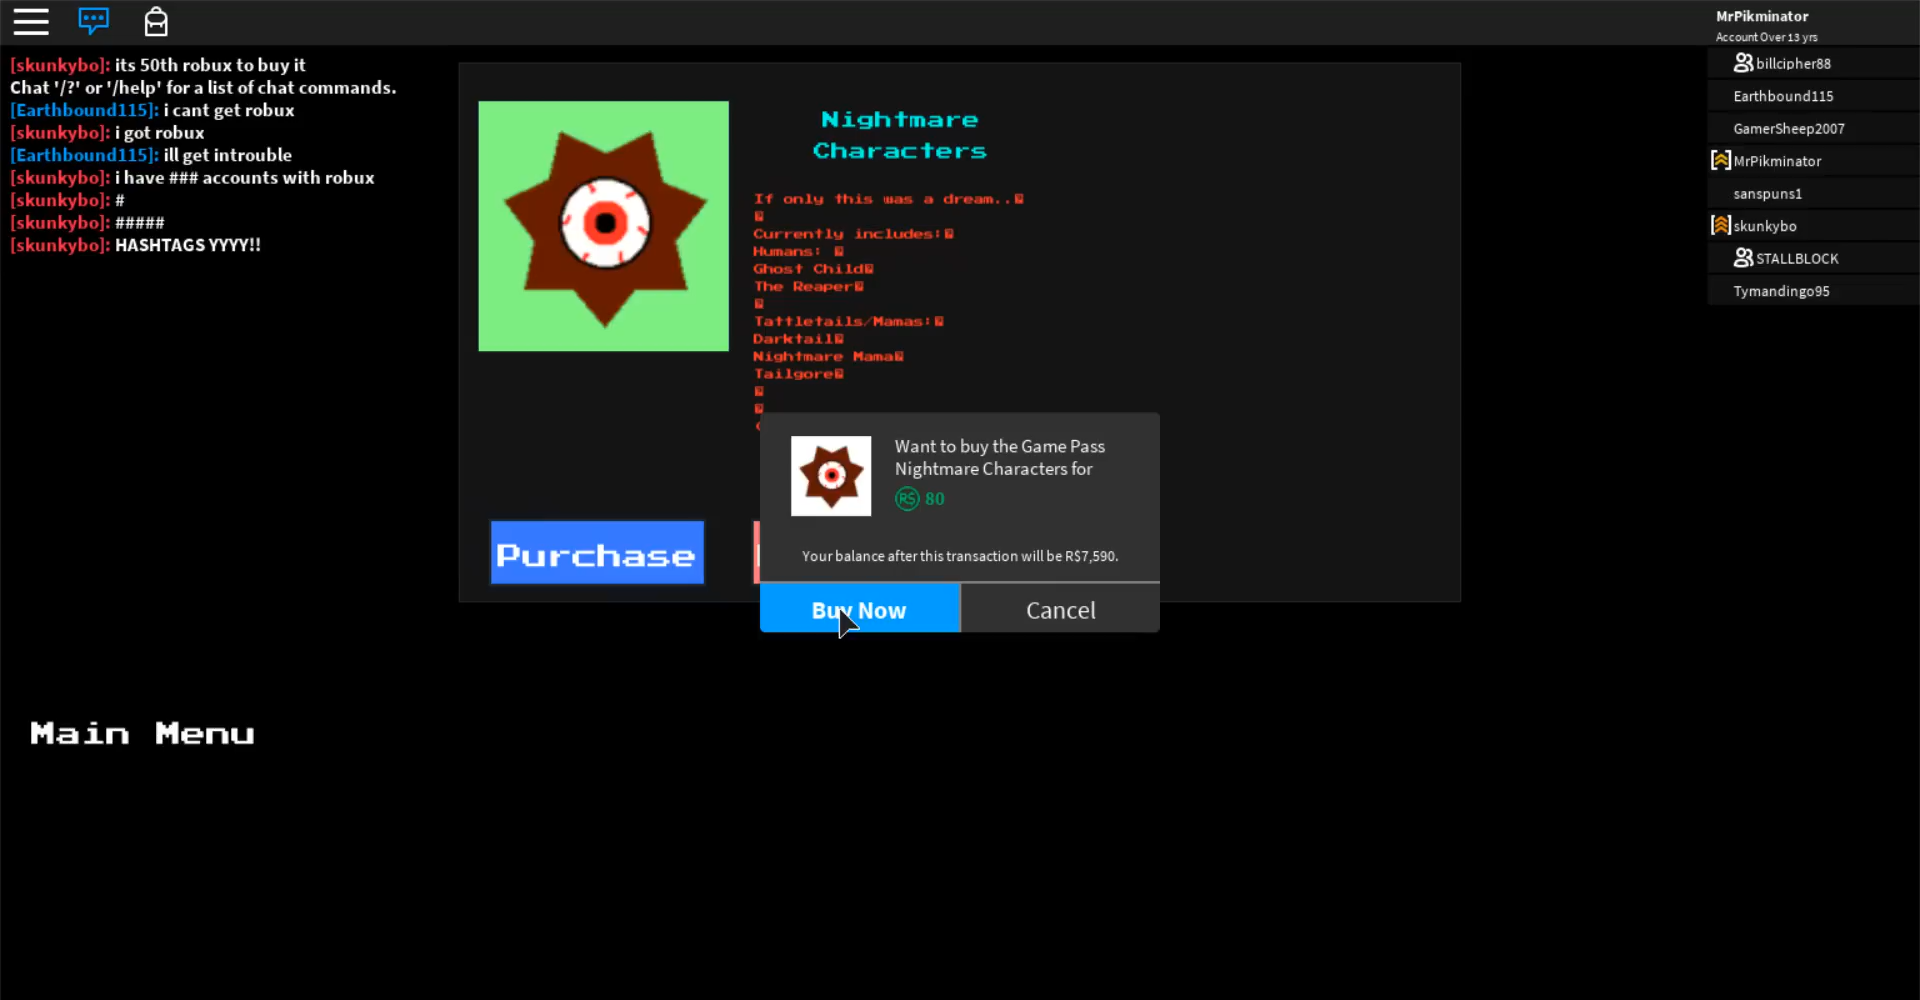 MrPikminator
Account Over 13 yrs
[skunkybo]: its 50th robux to buy it
Chat '/?' or '/help' for a list of chat commands.
[Earthbound115]: i cant get robux
[skunkybo]: i got robux
[Earthbound115]: ill get introuble
[skunkybo]: i have ### accounts with robux
[skunkybo]: #
[skunkybo]: #####
[skunkybo]: HASHTAGS YYYY!!
Nightmare
Characters
If only this was a dream..
Currently includes:
Humans:
Ghost Child
The Reaper
Tattletails/Mamas:
Darktail
Nightmare Mama
Tailgore
Purchase
Want to buy the Game Pass
Nightmare Characters for
R$ 80
Your balance after this transaction will be R$7,590.
Buy Now
Cancel
billcipher88
Earthbound115
GamerSheep2007
MrPikminator
sanspuns1
skunkybo
STALLBLOCK
Tymandingo95
Main Menu